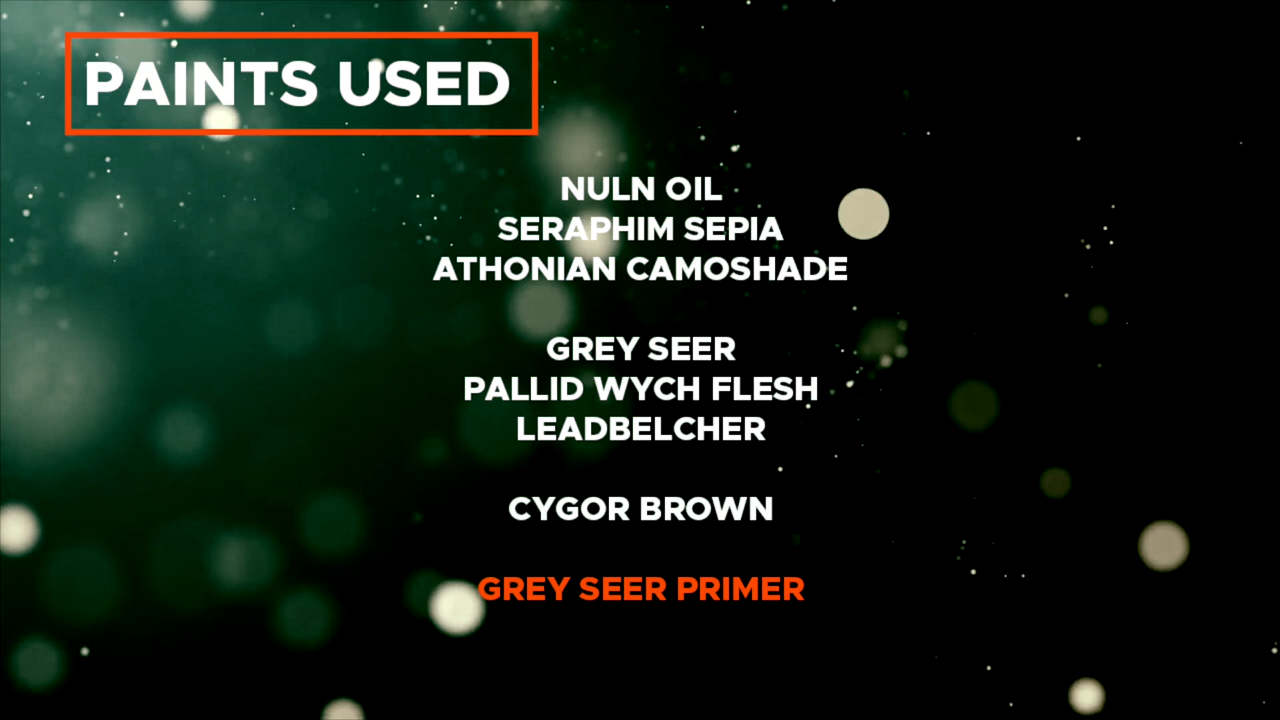 PAINTS USED
NULN OIL
SERAPHIM SEPIA
ATHONIAN CAMOSHADE
GREY SEER
PALLID WYCH FLESH
LEADBELCHER
CYGOR BROWN
GREY SEER PRIMER